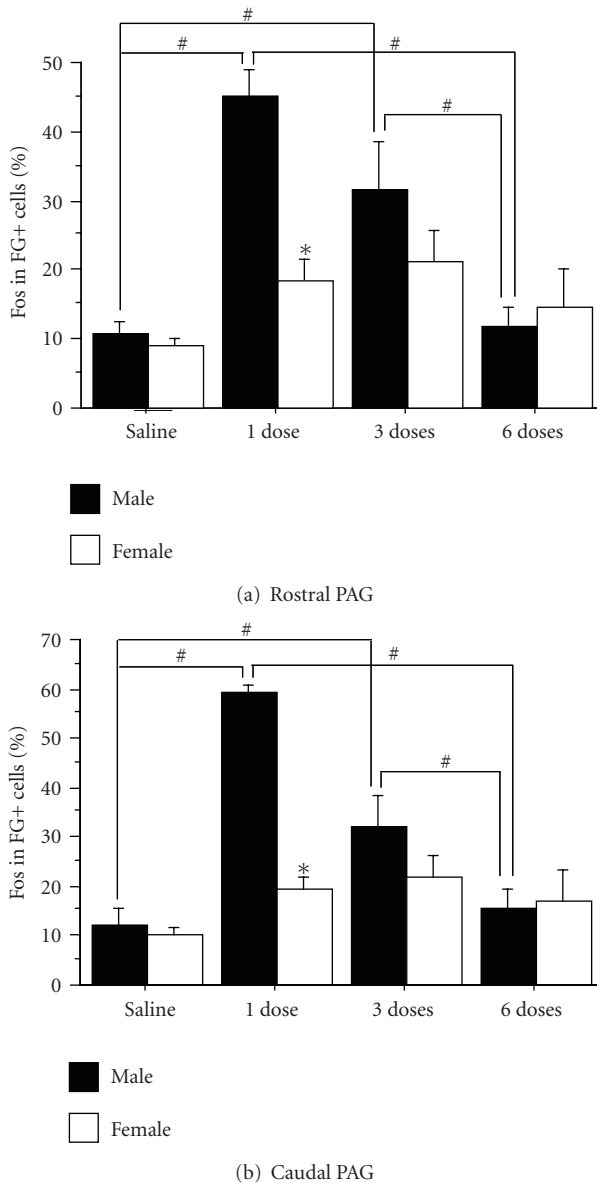 #
# #
50
#
40
30
*
20
10
0
Fos in FG+ cells (%)
Saline 1 dose 3 doses 6 doses
Male
Female
(a) Rostral PAG
70
#
# #
60
50
#
40
30
*
20
10
0
Fos in FG+ cells (%)
Saline 1 dose 3 doses 6 doses
Male
Female
(b) Caudal PAG